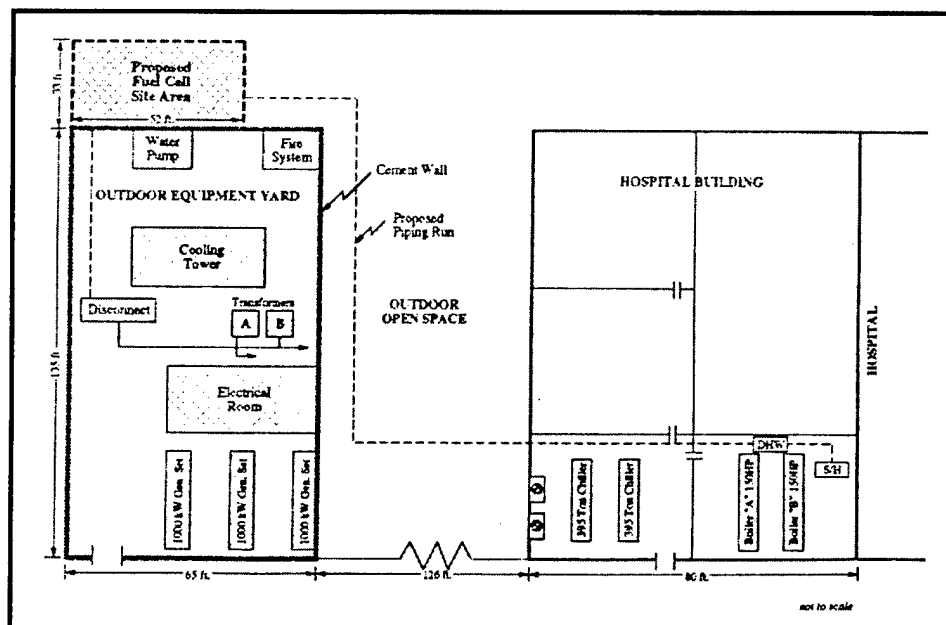 33 ft.
Proposed
Fuel Cell
Site Area
52 ft.
Water
Pump
Fire
System
Cement Wall
HOSPITAL BUILDING
OUTDOOR EQUIPMENT YARD
Proposed
Piping Run
Cooling
Tower
Disconnect
Transformers
A
B
OUTDOOR
OPEN SPACE
HOSPITAL
135 ft.
Electrical
Room
DHW
S/H
1000 kW Gen. Set
1000 kW Gen. Set
1000 kW Gen. Set
395 Ton Chiller
395 Ton Chiller
Boiler "A" 150HP
Boiler "B" 150HP
65 ft.
126 ft.
80 ft.
not to scale